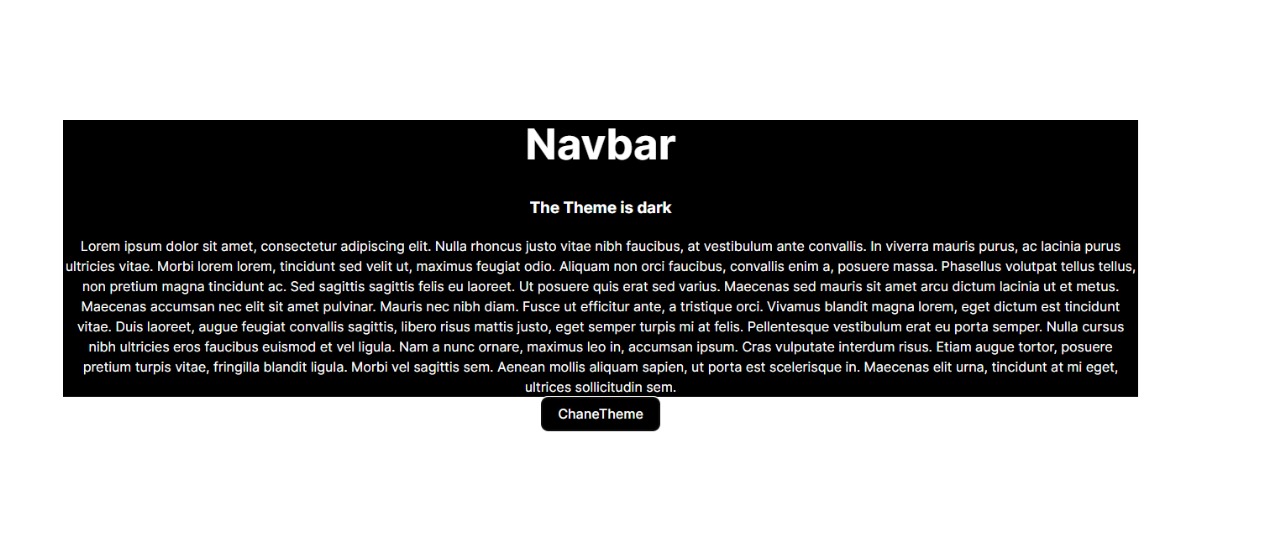 Navbar
The Theme is dark
Lorem ipsum dolor sit amet, consectetur adipiscing elit. Nulla rhoncus justo vitae nibh faucibus, at vestibulum ante convallis. In viverra mauris purus, ac lacinia purus
ultricies vitae. Morbi lorem lorem, tincidunt sed velit ut, maximus feugiat odio. Aliquam non orci faucibus, convallis enim a, posuere massa. Phasellus volutpat tellus tellus,
non pretium magna tincidunt ac. Sed sagittis sagittis felis eu laoreet. Ut posuere quis erat sed varius. Maecenas sed mauris sit amet arcu dictum lacinia ut et metus.
Maecenas accumsan nec elit sit amet pulvinar. Mauris nec nibh diam. Fusce ut efficitur ante, a tristique orci. Vivamus blandit magna lorem, eget dictum est tincidunt
vitae. Duis laoreet, augue feugiat convallis sagittis, libero risus mattis justo, eget semper turpis mi at felis. Pellentesque vestibulum erat eu porta semper. Nulla cursus
nibh ultricies eros faucibus euismod et vel ligula. Nam a nunc ornare, maximus leo in, accumsan ipsum. Cras vulputate interdum risus. Etiam augue tortor, posuere
pretium turpis vitae, fringilla blandit ligula. Morbi vel sagittis sem. Aenean mollis aliquam sapien, ut porta est scelerisque in. Maecenas elit urna, tincidunt at mi eget,
ultrices sollicitudin sem.
ChaneTheme